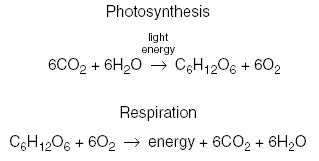 Photosynthesis
light
energy
6CO₂ + 6H₂O → C₆H₁₂O₆ + 6O₂
Respiration
C₆H₁₂O₆ + 6O₂ → energy + 6CO₂ + 6H₂O